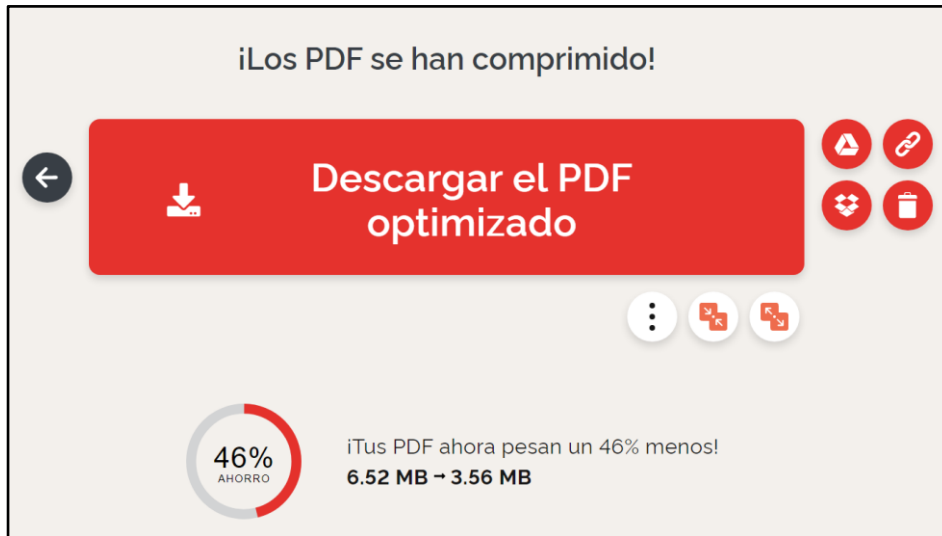 ¡Los PDF se han comprimido!
Descargar el PDF
optimizado
46%
AHORRO
¡Tus PDF ahora pesan un 46% menos!
6.52 MB → 3.56 MB